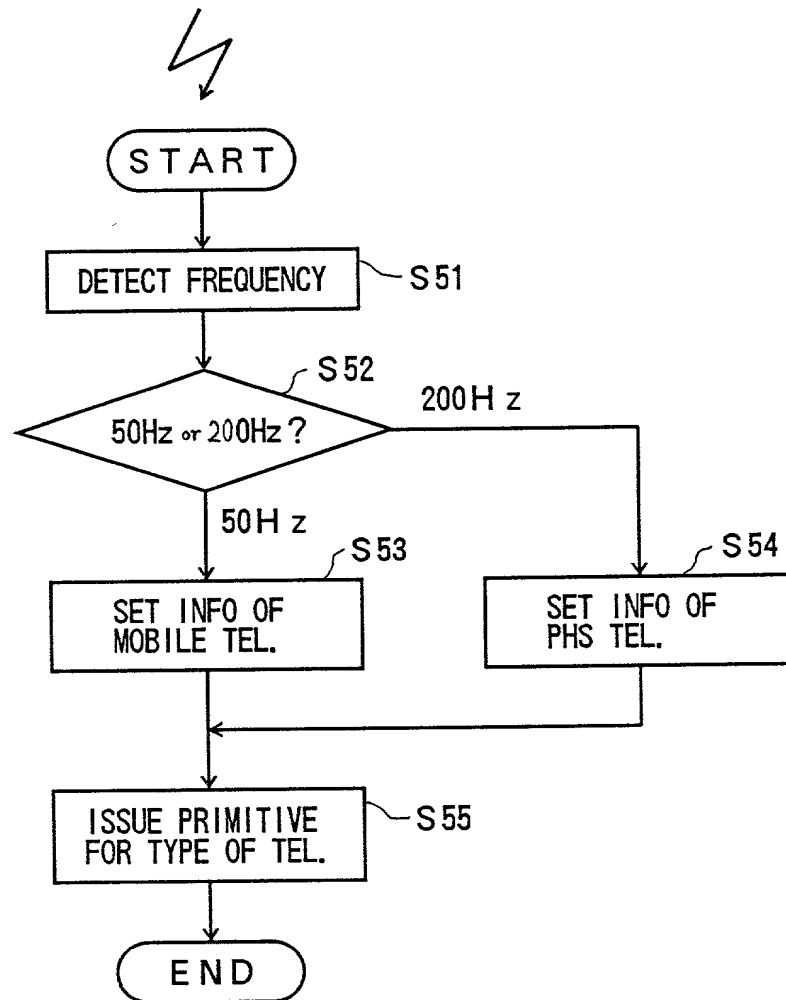 START
DETECT FREQUENCY
S51
S52
50Hz or 200Hz?
200Hz
50Hz
S53
SET INFO OF
MOBILE TEL.
S54
SET INFO OF
PHS TEL.
ISSUE PRIMITIVE
FOR TYPE OF TEL.
S55
END